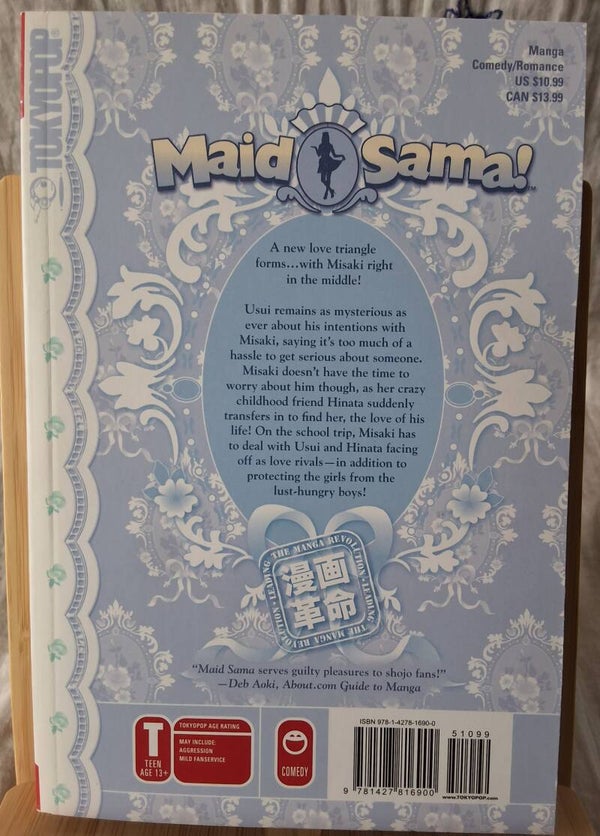 TOKYOPOP
Manga
Comedy/Romance
US $10.99
CAN $13.99
Maid Sama!
TM
A new love triangle
forms...with Misaki right
in the middle!
Usui remains as mysterious as
ever about his intentions with
Misaki, saying it's too much of a
hassle to get serious about someone.
Misaki doesn't have the time to
worry about him though, as her crazy
childhood friend Hinata suddenly
transfers in to find her, the love of his
life! On the school trip, Misaki has
to deal with Usui and Hinata facing
off as love rivals—in addition to
protecting the girls from the
lust-hungry boys!
LEADING THE MANGA REVOLUTION • LEADING THE MANGA REVOLUTION •
漫画
革命
“Maid Sama serves guilty pleasures to shojo fans!”
—Deb Aoki, About.com Guide to Manga
T
TEEN
AGE 13+
TOKYOPOP AGE RATING
MAY INCLUDE:
AGGRESSION
MILD FANSERVICE
COMEDY
ISBN 978-1-4278-1690-0
51099
9 781427 816900
www.TOKYOPOP.com